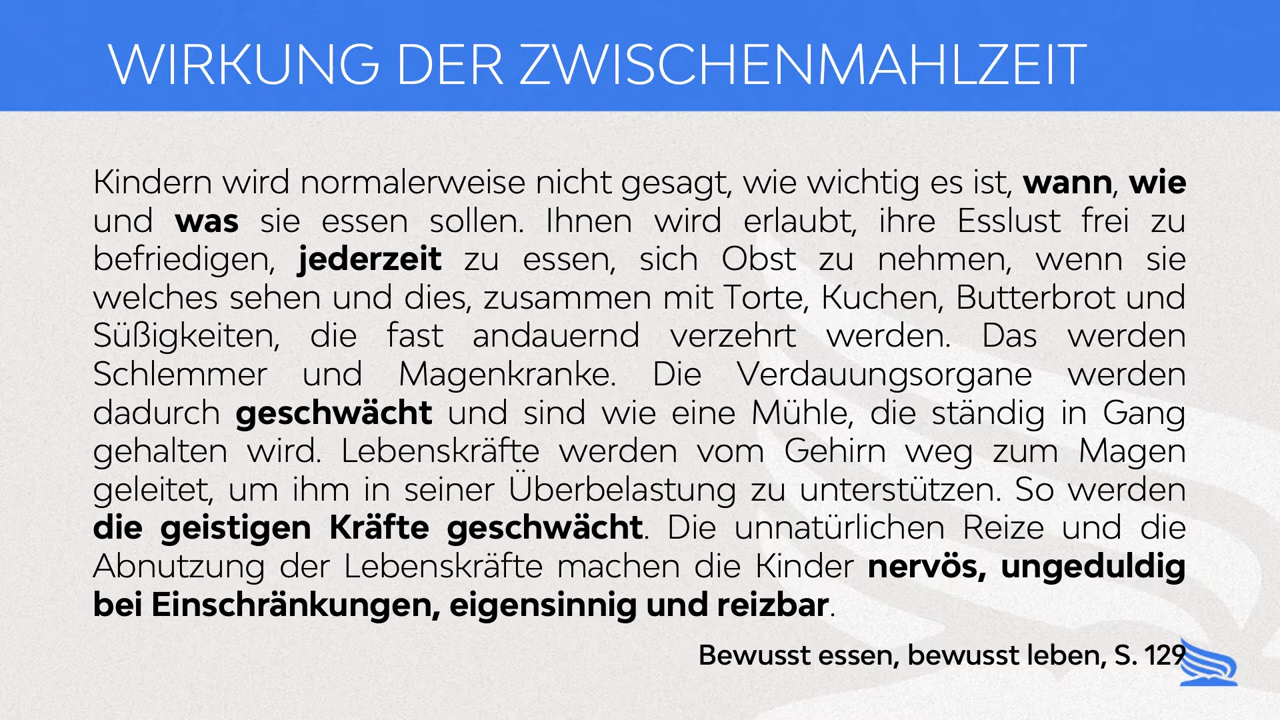 WIRKUNG DER ZWISCHENMAHLZEIT
Kindern wird normalerweise nicht gesagt, wie wichtig es ist, wann, wie
und was sie essen sollen. Ihnen wird erlaubt, ihre Esslust frei zu
befriedigen, jederzeit zu essen, sich Obst zu nehmen, wenn sie
welches sehen und dies, zusammen mit Torte, Kuchen, Butterbrot und
Süßigkeiten, die fast andauernd verzehrt werden. Das werden
Schlemmer und Magenkranke. Die Verdauungsorgane werden
dadurch geschwächt und sind wie eine Mühle, die ständig in Gang
gehalten wird. Lebenskräfte werden vom Gehirn weg zum Magen
geleitet, um ihm in seiner Überbelastung zu unterstützen. So werden
die geistigen Kräfte geschwächt. Die unnatürlichen Reize und die
Abnutzung der Lebenskräfte machen die Kinder nervös, ungeduldig
bei Einschränkungen, eigensinnig und reizbar.
Bewusst essen, bewusst leben, S. 129